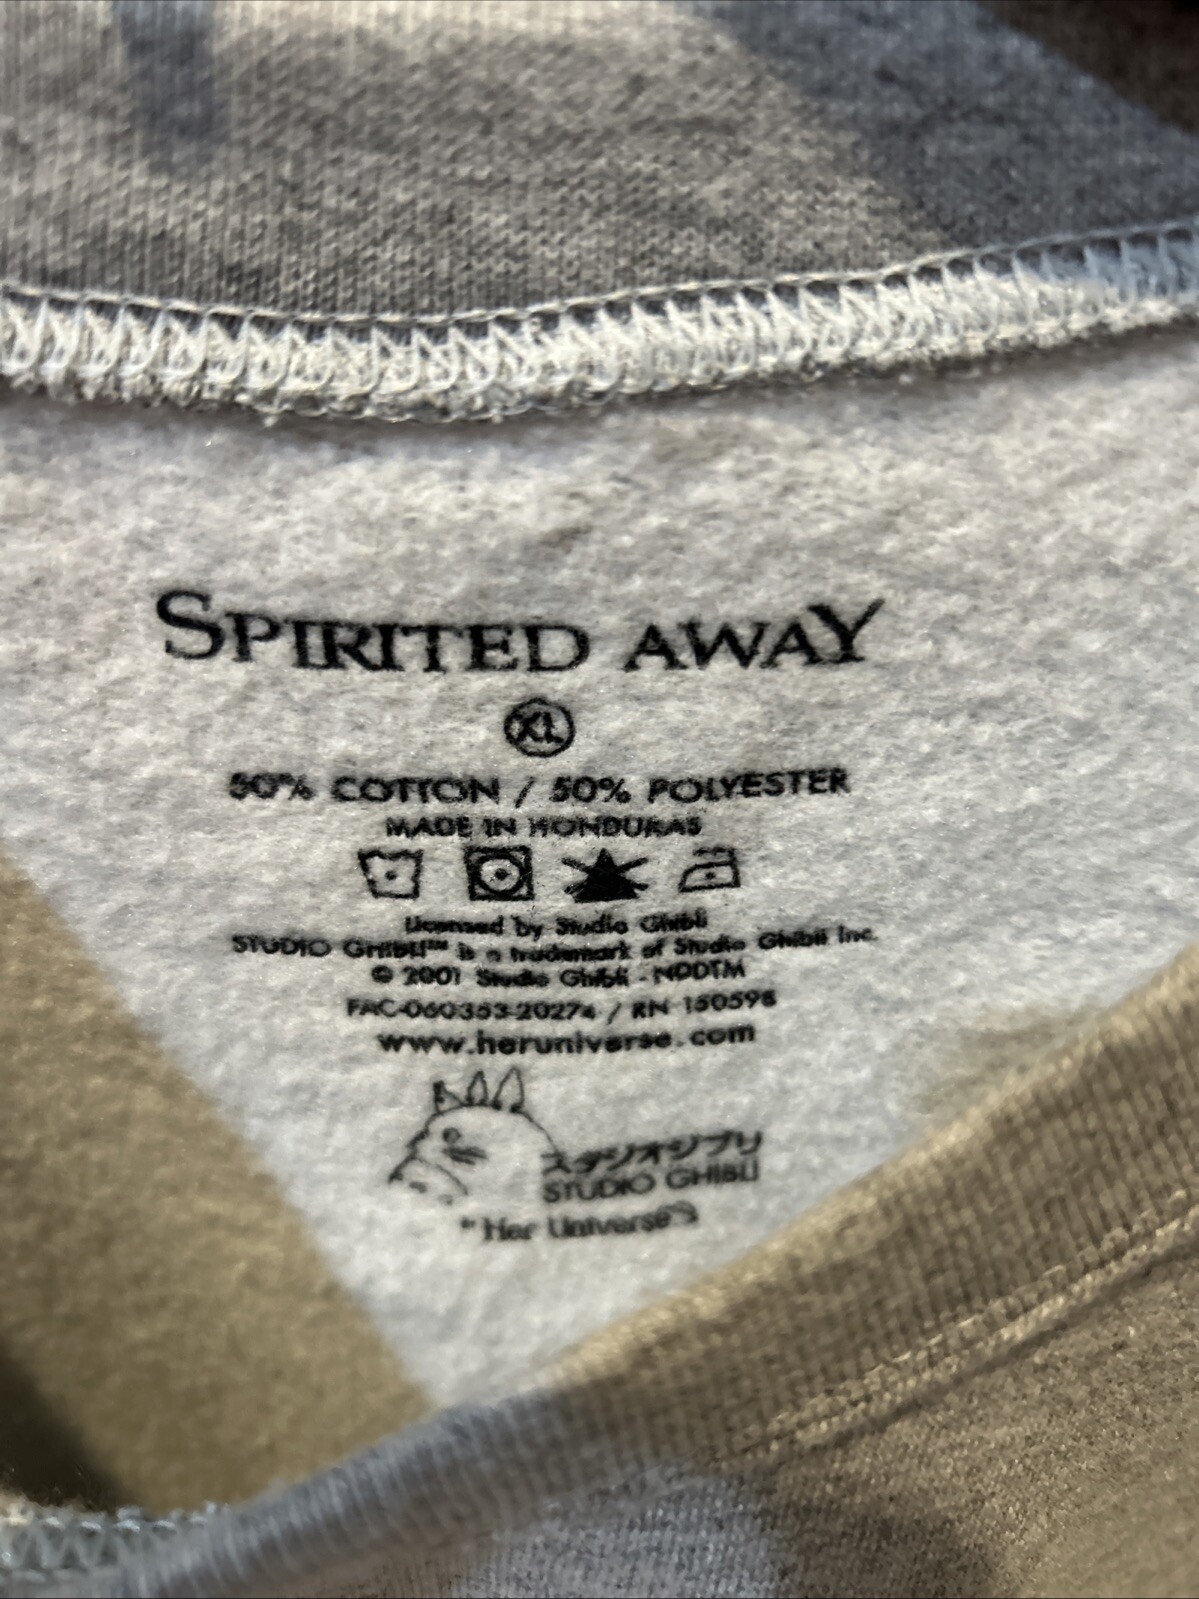 SPIRITED AWAY
XL
50% COTTON / 50% POLYESTER
MADE IN HONDURAS
Licensed by Studio Ghibli
STUDIO GHIBLI™ is a trademark of Studio Ghibli Inc.
© 2001 Studio Ghibli - NDDTM
FAC-060353-20274 / RN 150598
www.heruniverse.com
スタジオジブリ
STUDIO GHIBLI
Her Universe